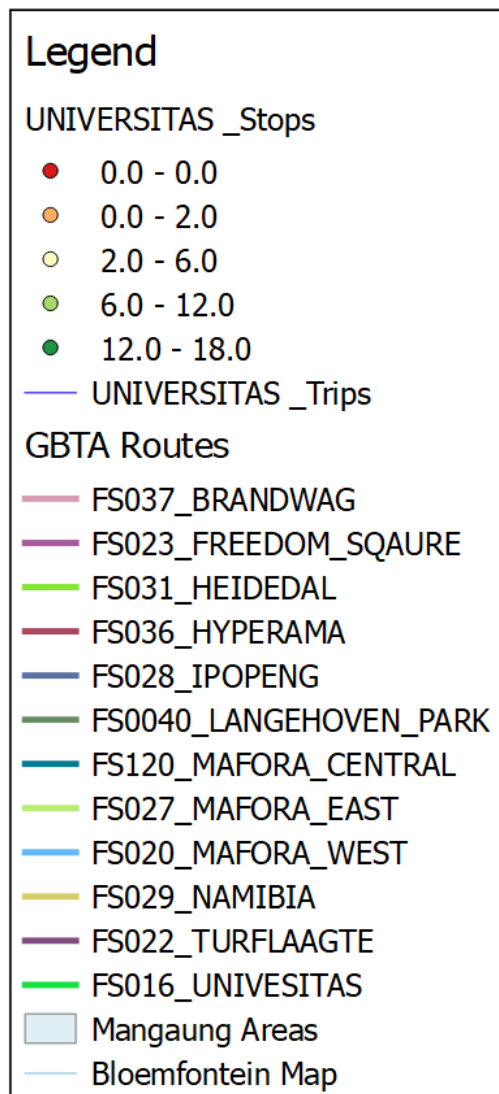 Legend
UNIVERSITAS _Stops
0.0 - 0.0
0.0 - 2.0
2.0 - 6.0
6.0 - 12.0
12.0 - 18.0
UNIVERSITAS _Trips
GBTA Routes
FS037_BRANDWAG
FS023_FREEDOM_SQAURE
FS031_HEIDEDAL
FS036_HYPERAMA
FS028_IPOPENG
FS0040_LANGEHOVEN_PARK
FS120_MAFORA_CENTRAL
FS027_MAFORA_EAST
FS020_MAFORA_WEST
FS029_NAMIBIA
FS022_TURFLAAGTE
FS016_UNIVESITAS
Mangaung Areas
Bloemfontein Map